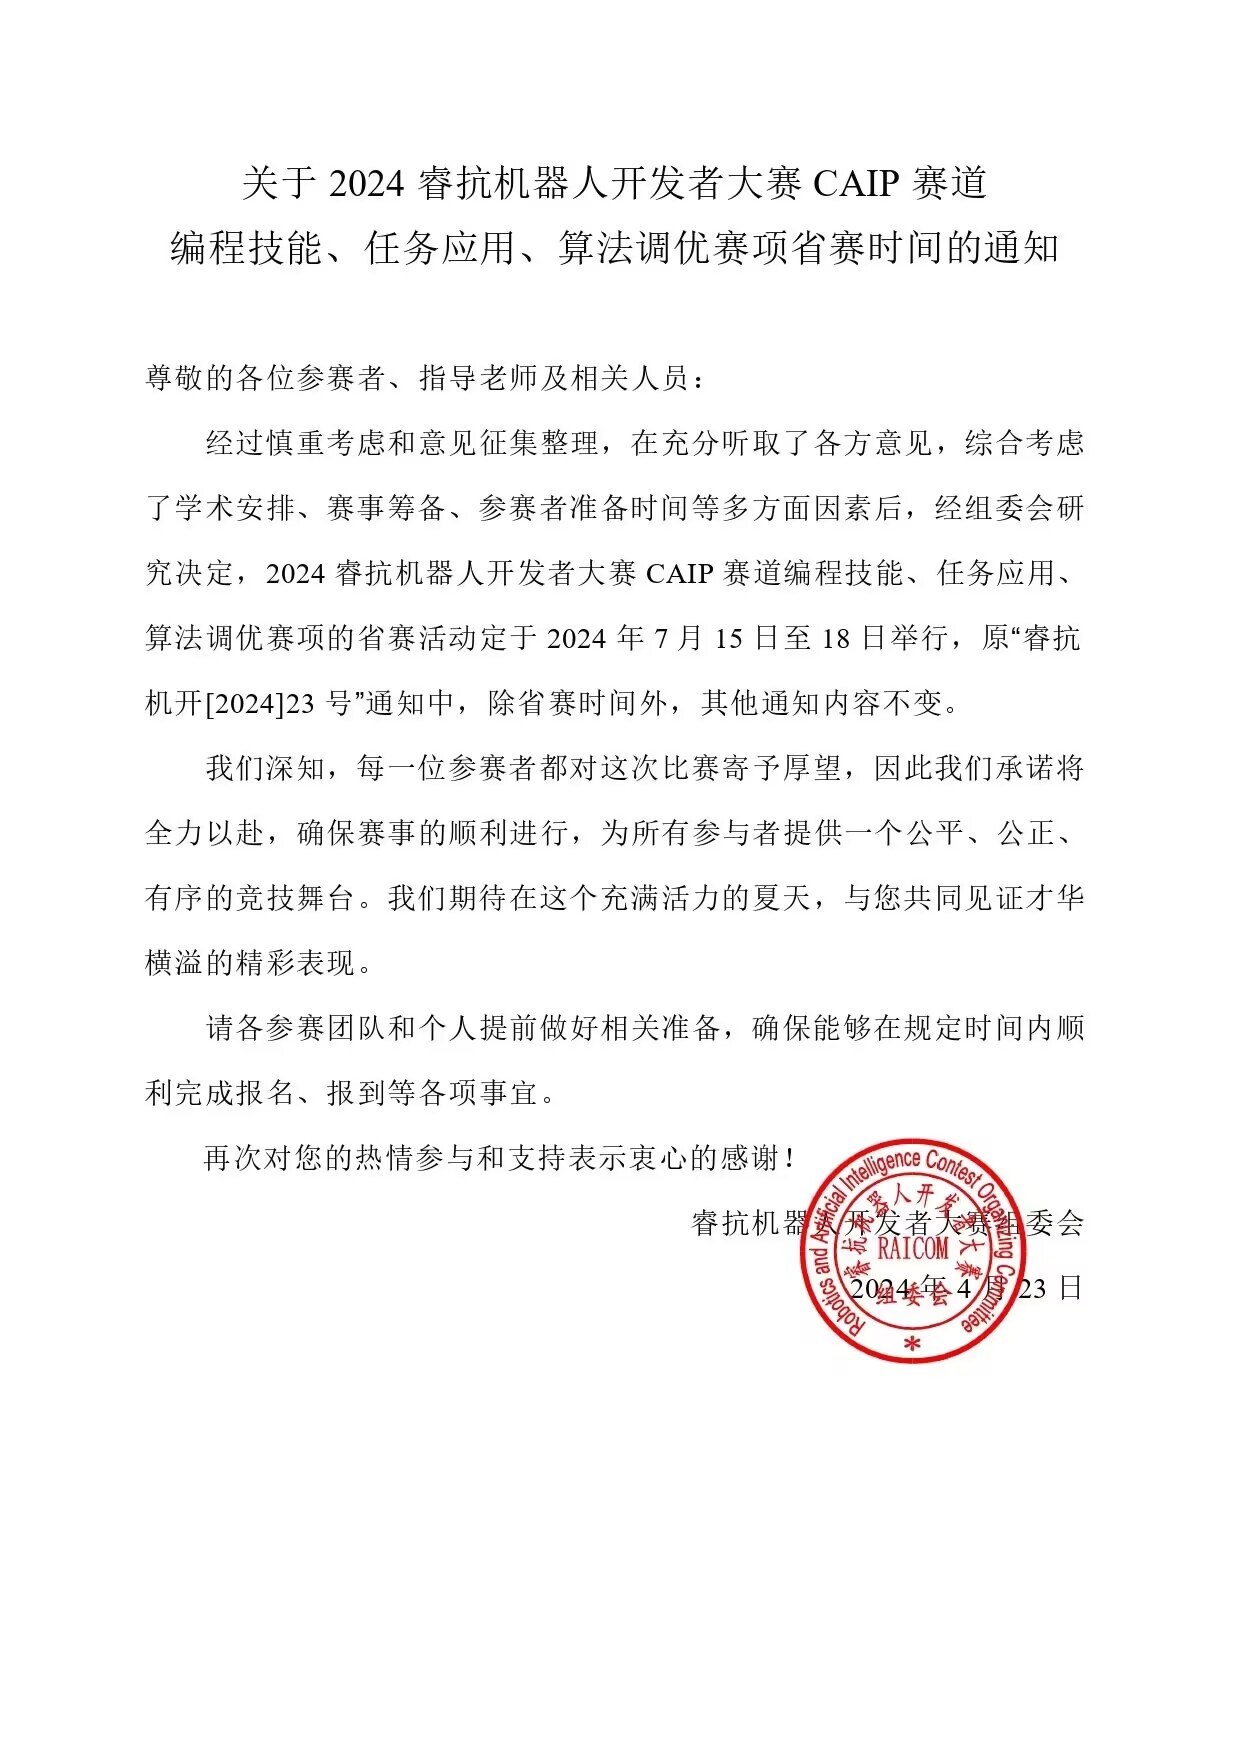 关于 2024 睿抗机器人开发者大赛 CAIP 赛道
编程技能、任务应用、算法调优赛项省赛时间的通知
尊敬的各位参赛者、指导老师及相关人员：
经过慎重考虑和意见征集整理，在充分听取了各方意见，综合考虑
了学术安排、赛事筹备、参赛者准备时间等多方面因素后，经组委会研
究决定，2024 睿抗机器人开发者大赛 CAIP 赛道编程技能、任务应用、
算法调优赛项的省赛活动定于 2024 年 7 月 15 日至 18 日举行，原“睿抗
机开[2024]23 号”通知中，除省赛时间外，其他通知内容不变。
我们深知，每一位参赛者都对这次比赛寄予厚望，因此我们承诺将
全力以赴，确保赛事的顺利进行，为所有参与者提供一个公平、公正、
有序的竞技舞台。我们期待在这个充满活力的夏天，与您共同见证才华
横溢的精彩表现。
请各参赛团队和个人提前做好相关准备，确保能够在规定时间内顺
利完成报名、报到等各项事宜。
再次对您的热情参与和支持表示衷心的感谢！
睿抗机器人开发者大赛组委会
2024 年 4 月 23 日
Robotics and Artificial Intelligence Contest Organizing Committee
睿抗机器人开发者大赛
RAICOM
组委会
*